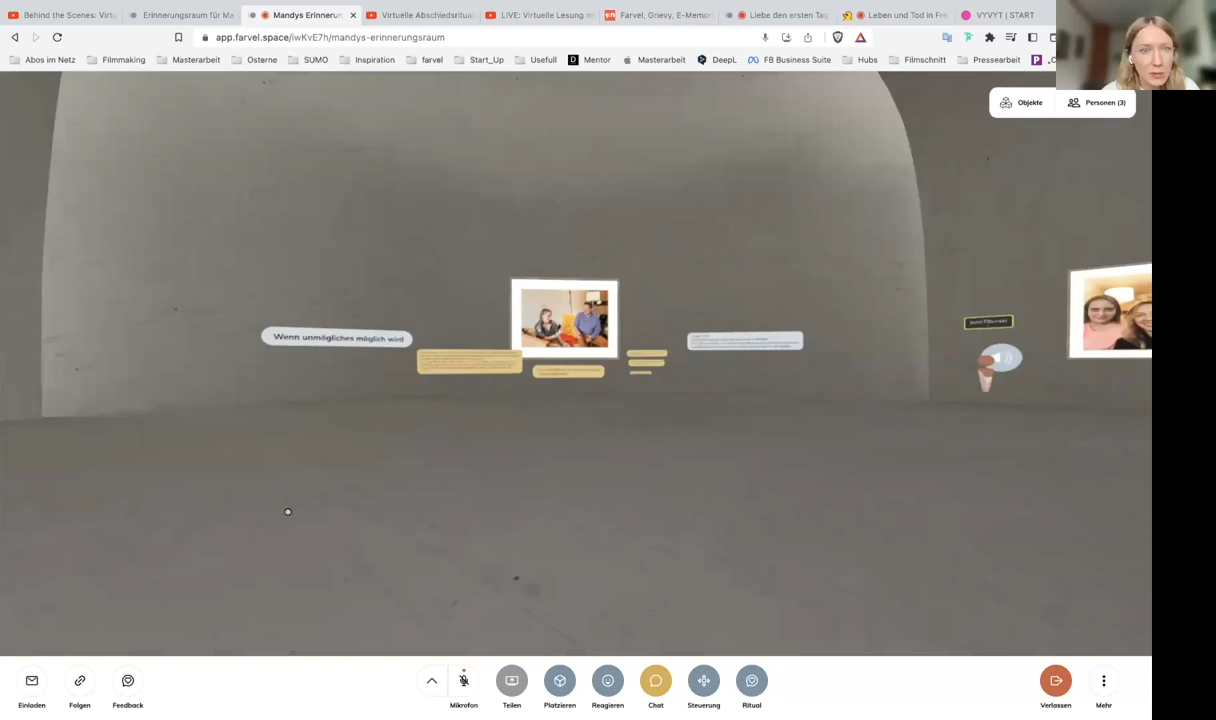 Behind the Scenes: Virtu
Erinnerungsraum für Ma
Mandys Erinnerun
Virtuelle Abschiedsritua
LIVE: Virtuelle Lesung m
Farvel, Grievy, E-Memor
Liebe den ersten Tag
Leben und Tod in Fre
VYVYT | START
app.farvel.space/iwKvE7h/mandys-erinnerungsraum
Abos im Netz
Filmmaking
Masterarbeit
Osterne
SUMO
Inspiration
farvel
Start_Up
Usefull
Mentor
Masterarbeit
DeepL
FB Business Suite
Hubs
Filmschnitt
Pressearbeit
Objekte
Personen (3)
Wenn unmögliches möglich wird
Einladen
Folgen
Feedback
Mikrofon
Teilen
Platzieren
Reagieren
Chat
Steuerung
Ritual
Verlassen
Mehr